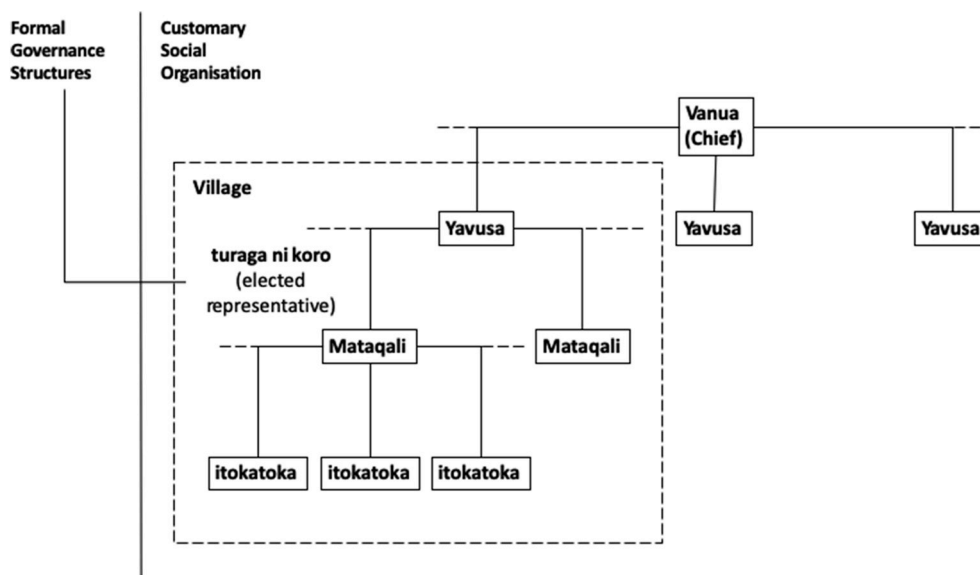 Formal
Governance
Structures
Customary
Social
Organisation
Vanua
(Chief)
Village
Yavusa
Yavusa
Yavusa
turaga ni koro
(elected
representative)
Mataqali
Mataqali
itokatoka
itokatoka
itokatoka